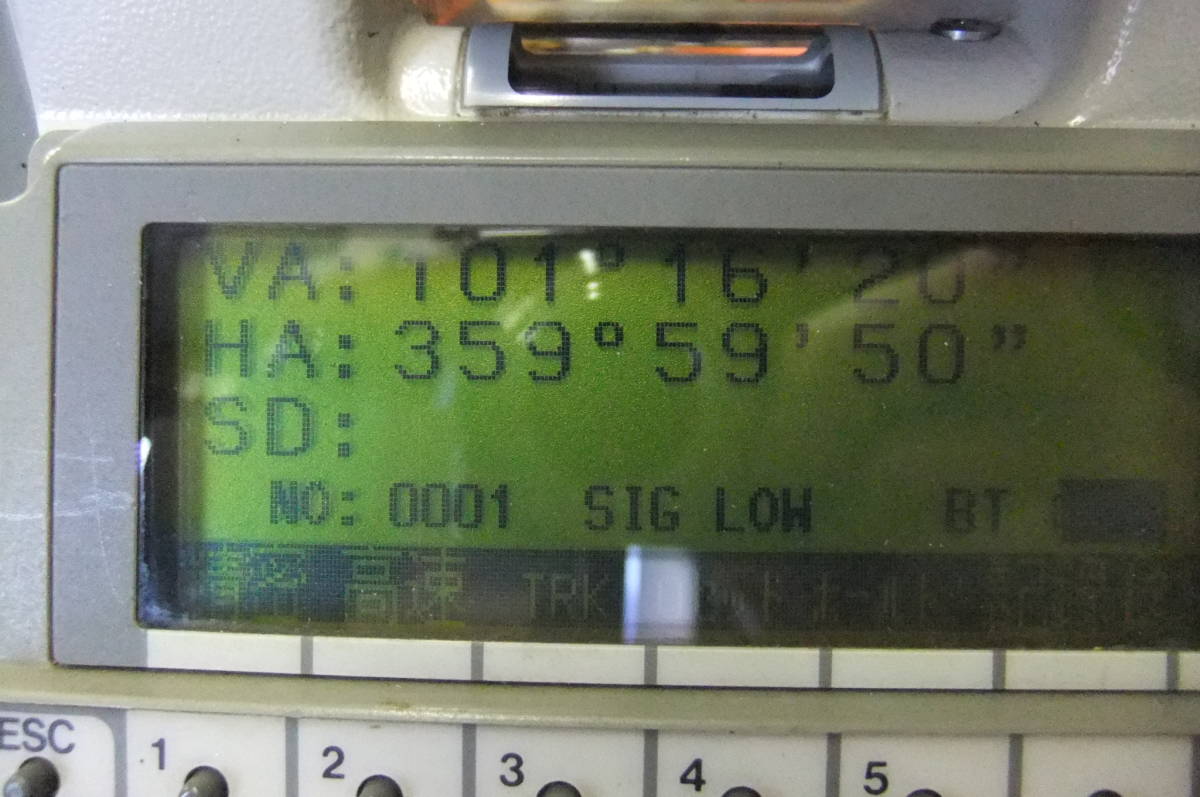 VA: 101°16'20"
HA: 359°59'50"
SD:
NO: 0001 SIG LOW BT
高速 TRK
ESC 1 2 3 4 5